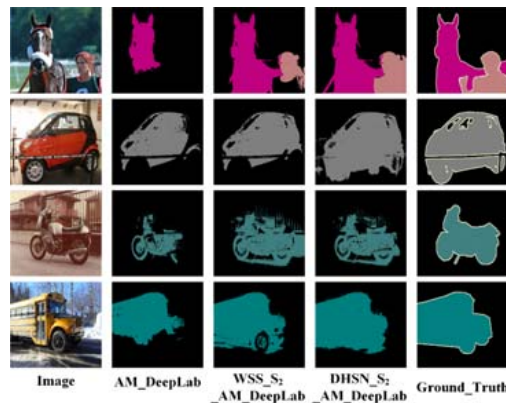 Image
AM_DeepLab
WSS_S₂
_AM_DeepLab
DHSN_S₂
_AM_DeepLab
Ground_Truth